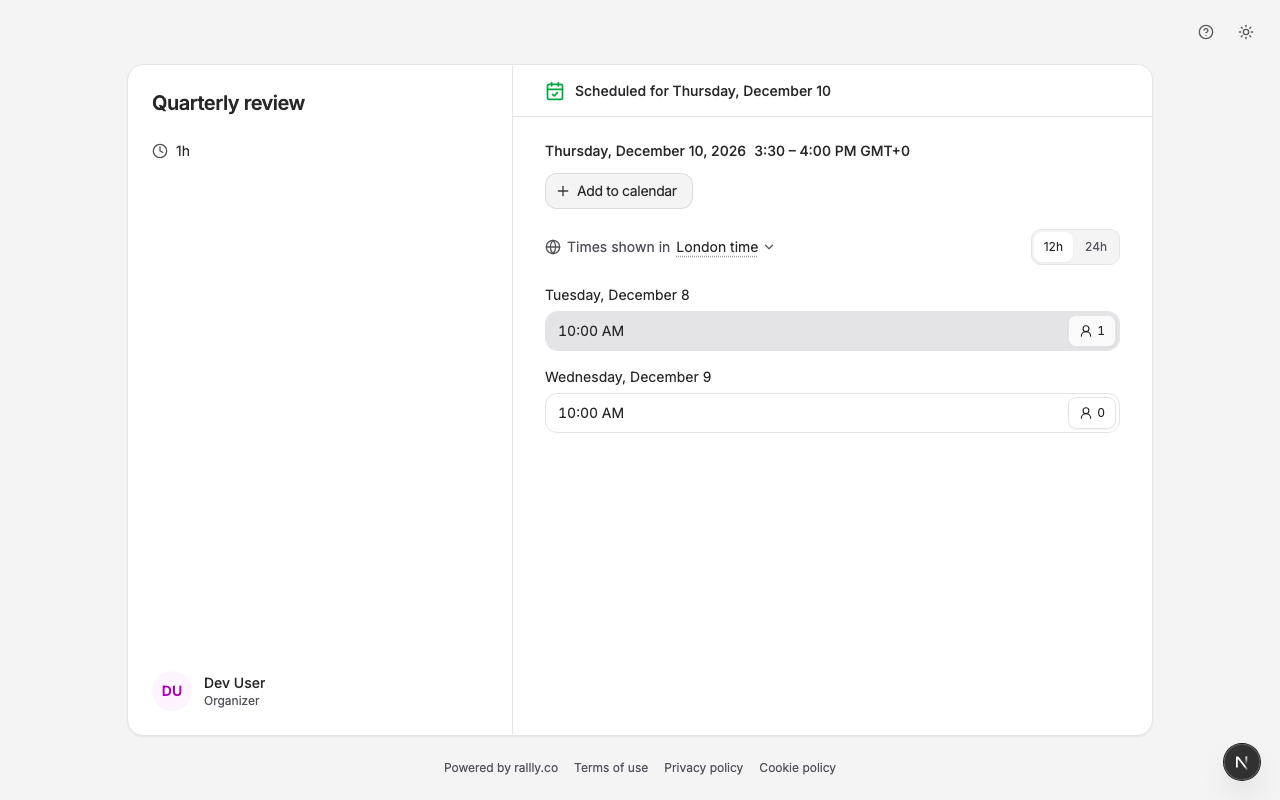 Quarterly review
1h
DU
Dev User
Organizer
Scheduled for Thursday, December 10
Thursday, December 10, 2026 3:30 – 4:00 PM GMT+0
Add to calendar
Times shown in London time
12h 24h
Tuesday, December 8
10:00 AM 1
Wednesday, December 9
10:00 AM 0
Powered by rallly.co Terms of use Privacy policy Cookie policy
N